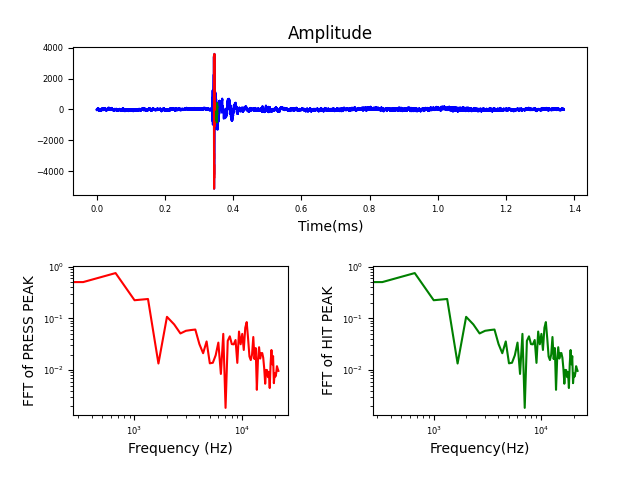 Amplitude
4000
2000
0
−2000
−4000
0.0 0.2 0.4 0.6 0.8 1.0 1.2 1.4
Time(ms)
FFT of PRESS PEAK
10⁰
10⁻¹
10⁻²
10³ 10⁴
Frequency (Hz)
FFT of HIT PEAK
10⁰
10⁻¹
10⁻²
10³ 10⁴
Frequency(Hz)